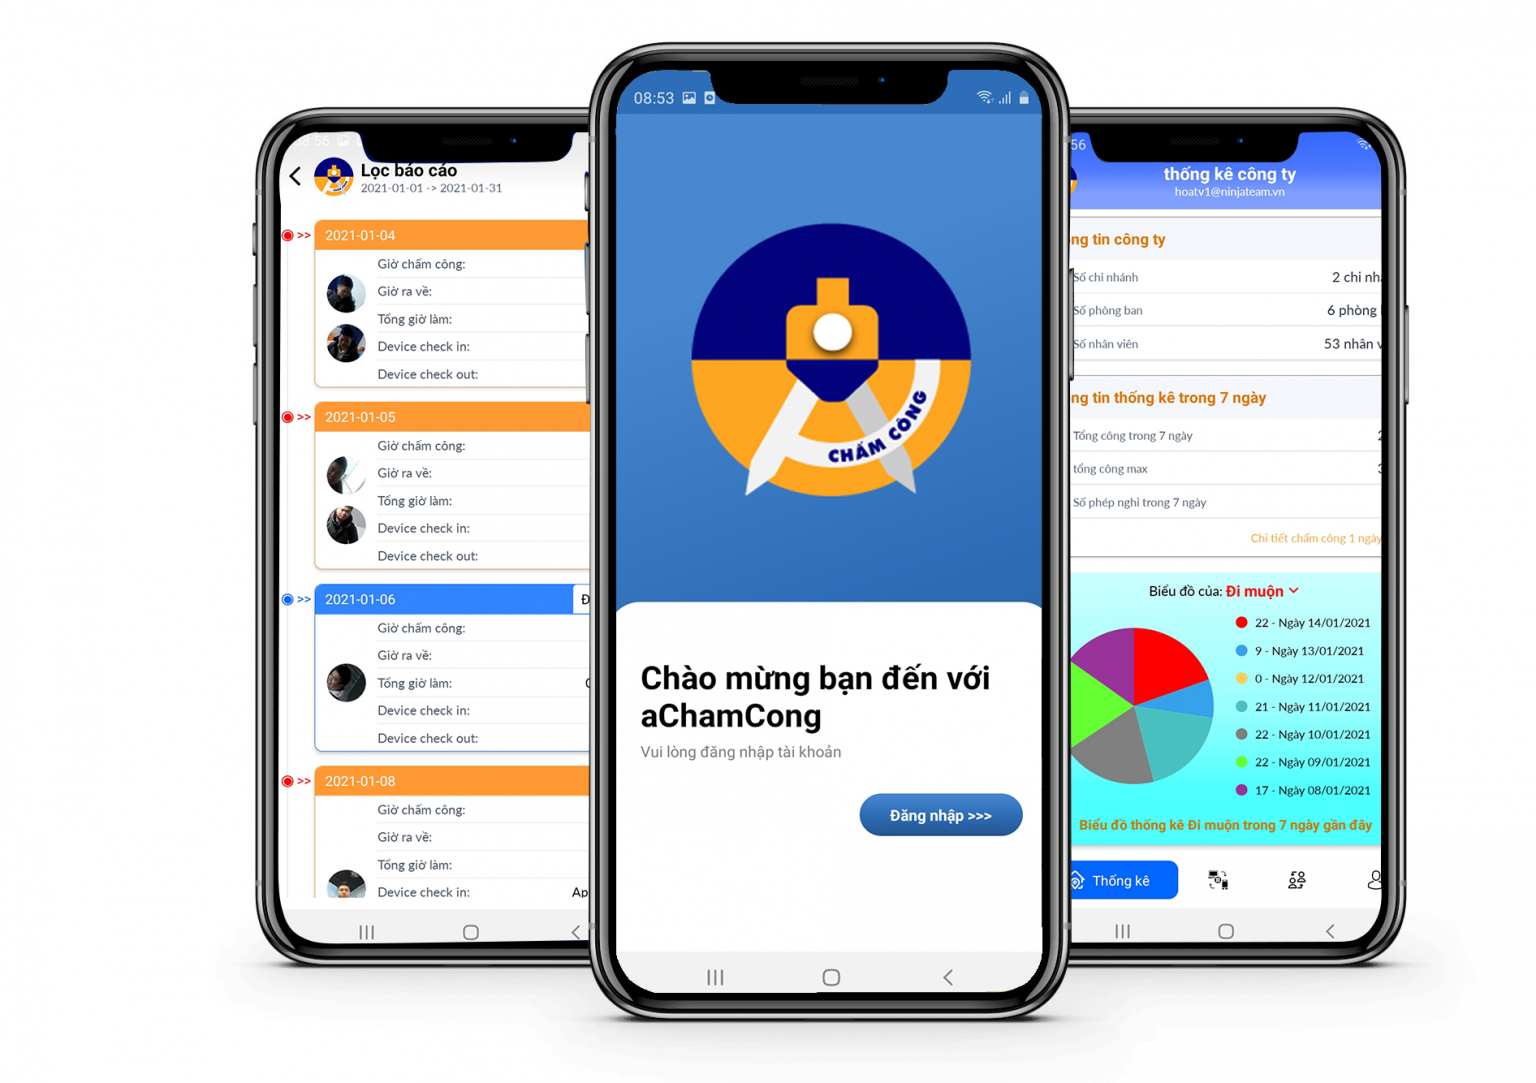 08:56
Lọc báo cáo
2021-01-01 -> 2021-01-31
>>
2021-01-04
Giờ chấm công:
Giờ ra về:
Tổng giờ làm:
Device check in:
Device check out:
>>
2021-01-05
Giờ chấm công:
Giờ ra về:
Tổng giờ làm:
Device check in:
Device check out:
>>
2021-01-06
Đ
Giờ chấm công:
Giờ ra về:
Tổng giờ làm:
Device check in:
Device check out:
>>
2021-01-08
Giờ chấm công:
Giờ ra về:
Tổng giờ làm:
Device check in: Ap
08:53
CHẤM CÔNG
Chào mừng bạn đến với
aChamCong
Vui lòng đăng nhập tài khoản
Đăng nhập >>>
56
thống kê công ty
hoatv1@ninjateam.vn
ng tin công ty
Số chi nhánh 2 chi nh
Số phòng ban 6 phòng
Số nhân viên 53 nhân v
ng tin thống kê trong 7 ngày
Tổng công trong 7 ngày 2
tổng công max 3
Số phép nghỉ trong 7 ngày
Chi tiết chấm công 1 ngày
Biểu đồ của: Đi muộn
22 - Ngày 14/01/2021
9 - Ngày 13/01/2021
0 - Ngày 12/01/2021
21 - Ngày 11/01/2021
22 - Ngày 10/01/2021
22 - Ngày 09/01/2021
17 - Ngày 08/01/2021
Biểu đồ thống kê Đi muộn trong 7 ngày gần đây
Thống kê